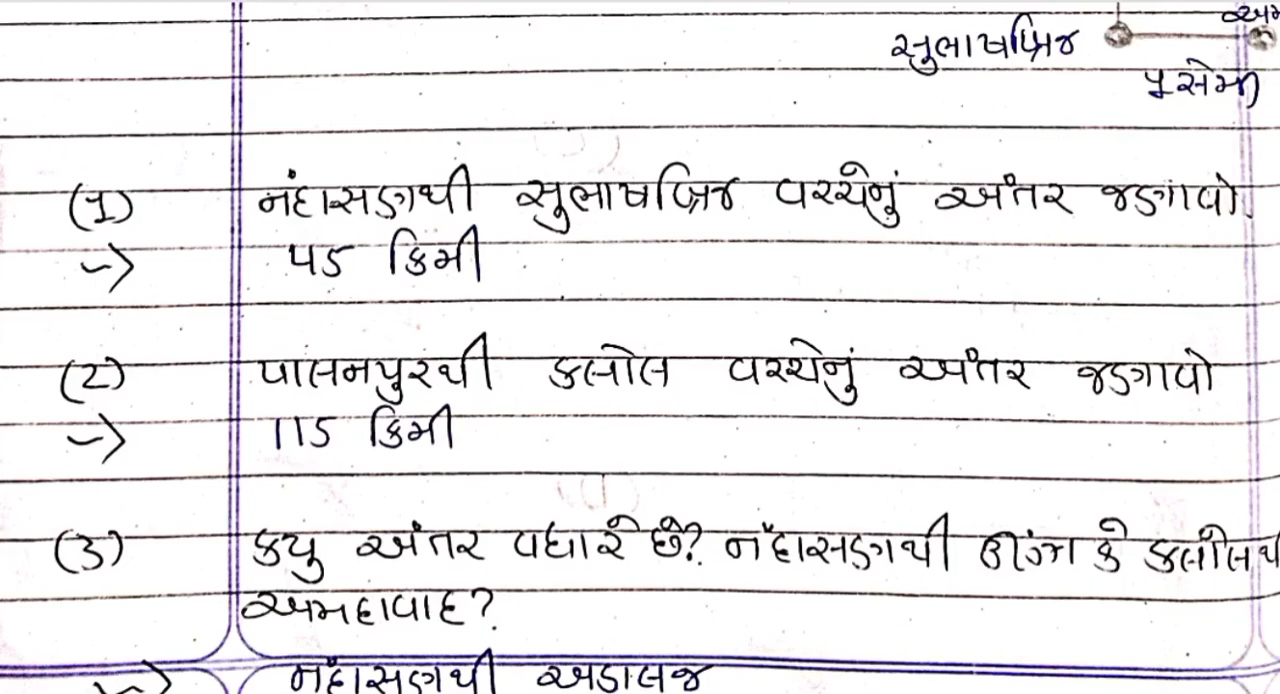 સુભાષબ્રિજ
૫ સેમી
(1) નંદાસણથી સુભાષબ્રિજ વચ્ચેનું અંતર જણાવો.
→ 45 કિમી
(2) પાલનપુરથી કલોલ વચ્ચેનું અંતર જણાવો
→ 115 કિમી
(3) કયુ અંતર વધારે છે? નંદાસણથી ઊંઝા કે કલોલથ
અમદાવાદ?
→ નંદાસણથી અડાલજ